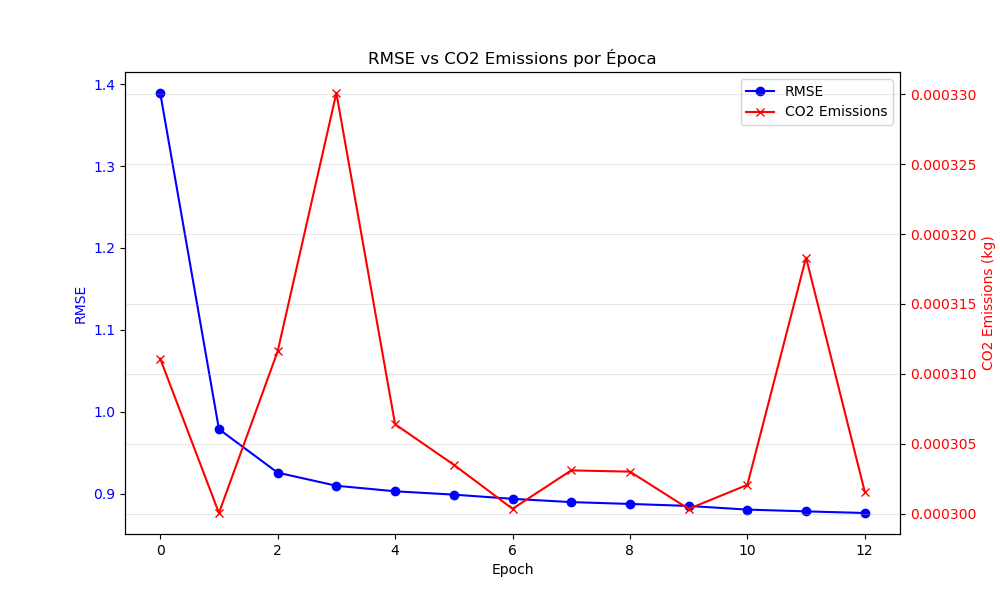 RMSE vs CO2 Emissions por Época
RMSE
CO2 Emissions
1.4
1.3
1.2
1.1
1.0
0.9
RMSE
0.000330
0.000325
0.000320
0.000315
0.000310
0.000305
0.000300
CO2 Emissions (kg)
0 2 4 6 8 10 12
Epoch